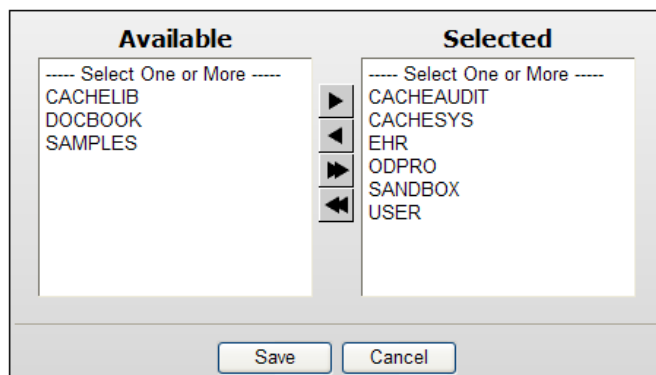 Available
----- Select One or More -----
CACHELIB
DOCBOOK
SAMPLES
Selected
----- Select One or More -----
CACHEAUDIT
CACHESYS
EHR
ODPRO
SANDBOX
USER
Save
Cancel